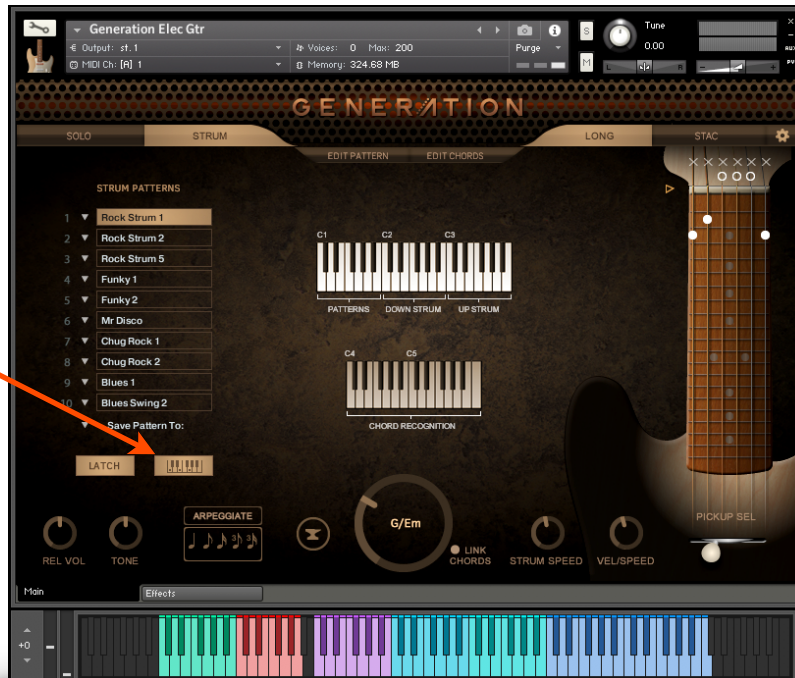 Generation Elec Gtr
Output: st. 1
Voices: 0 Max: 200
Purge
MIDI Ch: [A] 1
Memory: 324.68 MB
S
M
Tune
0.00
L
R
AUX
PV
GENERATION
SOLO
STRUM
LONG
STAC
EDIT PATTERN
EDIT CHORDS
STRUM PATTERNS
1 Rock Strum 1
2 Rock Strum 2
3 Rock Strum 5
4 Funky 1
5 Funky 2
6 Mr Disco
7 Chug Rock 1
8 Chug Rock 2
9 Blues 1
10 Blues Swing 2
Save Pattern To:
C1 C2 C3
PATTERNS DOWN STRUM UP STRUM
C4 C5
CHORD RECOGNITION
LATCH
ARPEGGIATE
3 3
G/Em
LINK
CHORDS
REL VOL
TONE
STRUM SPEED
VEL/SPEED
PICKUP SEL
Main
Effects
+0